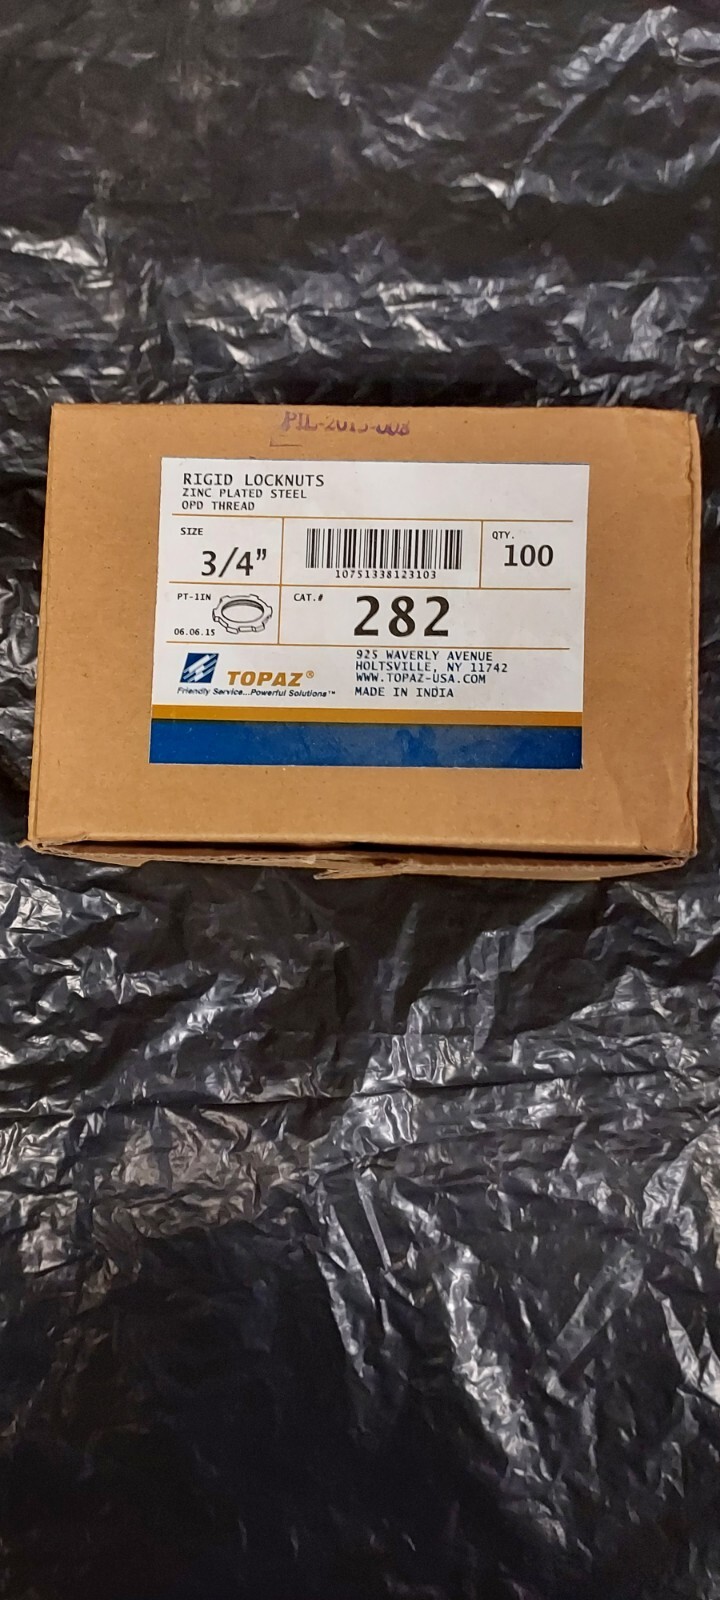 RIGID LOCKNUTS
ZINC PLATED STEEL
OPD THREAD
SIZE
3/4”
10751338123103
QTY.
100
PT-1IN
06.06.15
CAT.#
282
TOPAZ®
Friendly Service...Powerful Solutions™
925 WAVERLY AVENUE
HOLTSVILLE, NY 11742
WWW.TOPAZ-USA.COM
MADE IN INDIA